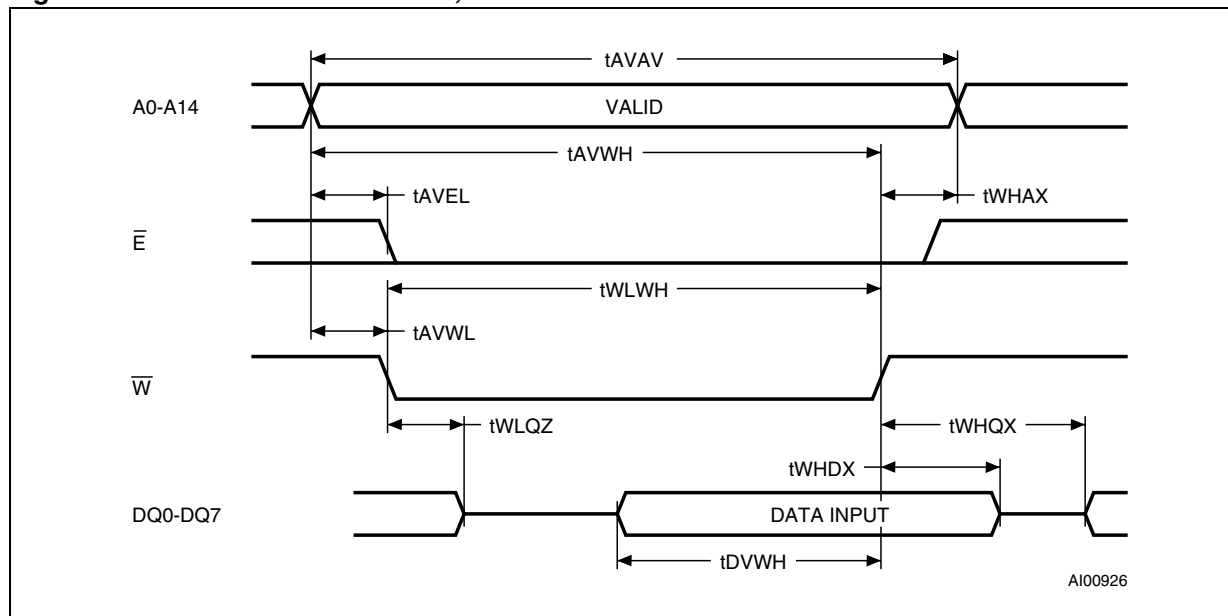 tAVAV
A0-A14
VALID
tAVWH
tAVEL
tWHAX
E̅
tWLWH
tAVWL
W̅
tWLQZ
tWHQX
tWHDX
DQ0-DQ7
DATA INPUT
tDVWH
AI00926